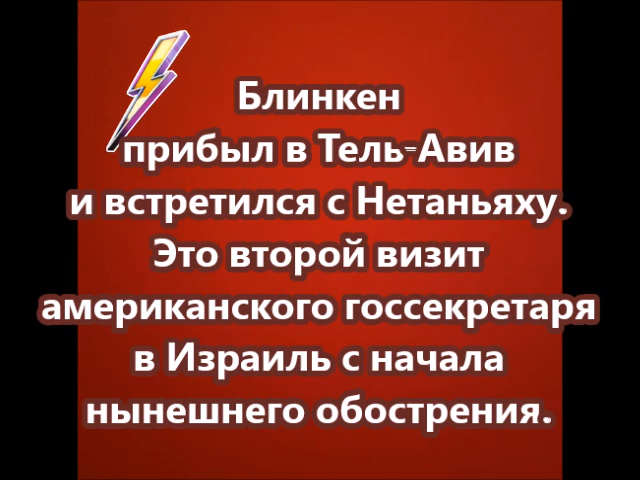 Блинкен
прибыл в Тель-Авив
и встретился с Нетаньяху.
Это второй визит
американского госсекретаря
в Израиль с начала
нынешнего обострения.